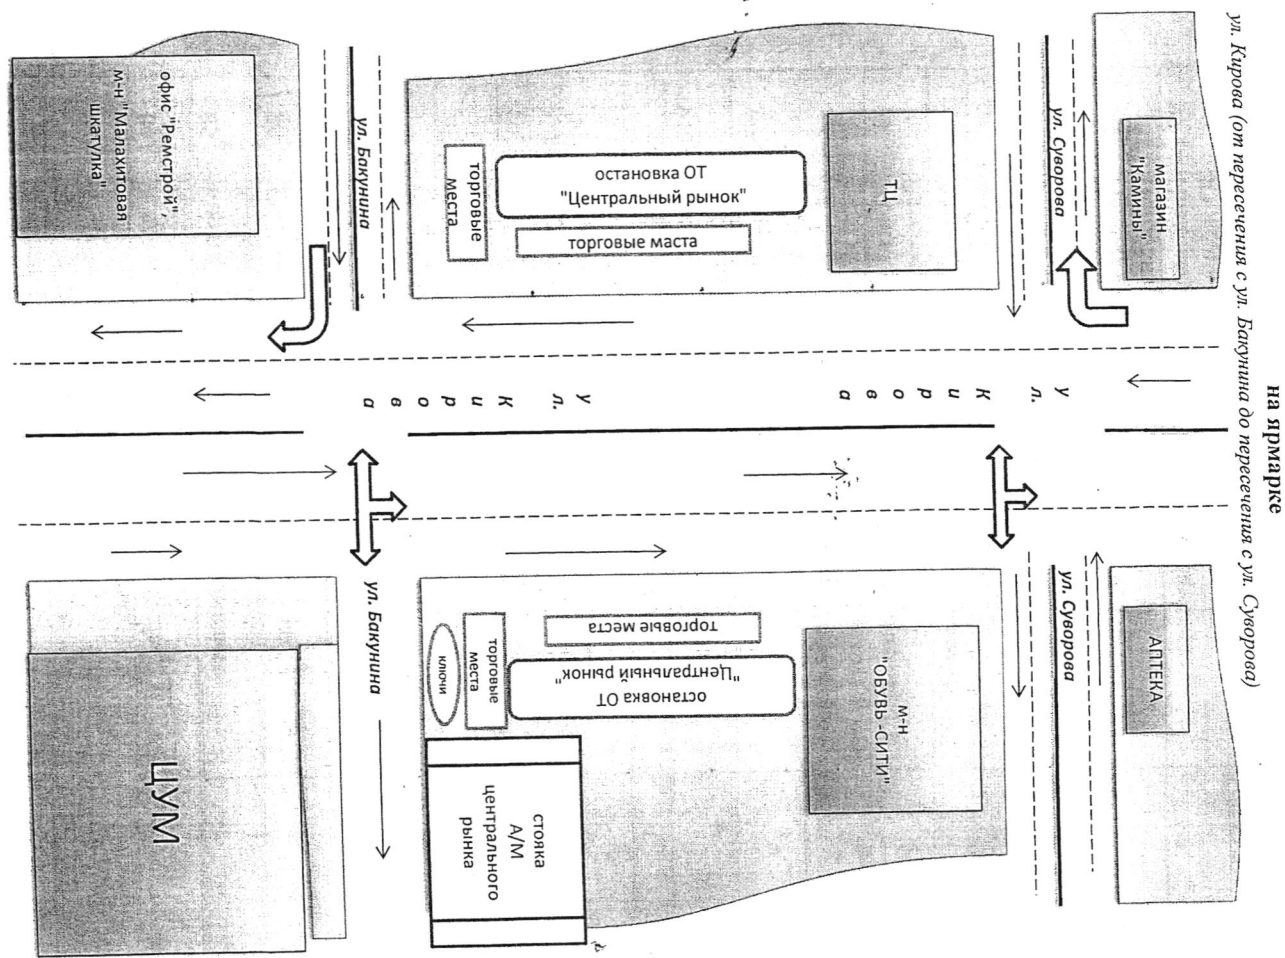 на ярмарке
ул. Кирова (от пересечения с ул. Бакунина до пересечения с ул. Суворова)
магазин
"Камины"
ул. Суворова
ТЦ
остановка ОТ
"Центральный рынок"
торговые маста
торговые
места
ул. Бакунина
офис "Ремстрой",
м-н "Малахитовая
шкатулка"
ул. Кирова
ул. Кирова
АПТЕКА
ул. Суворова
м-н
"ОБУВЬ-СИТИ"
торговые места
остановка ОТ
"Центральный рынок"
торговые
места
ключи
стояка
А/М
центрального
рынка
ул. Бакунина
ЦУМ